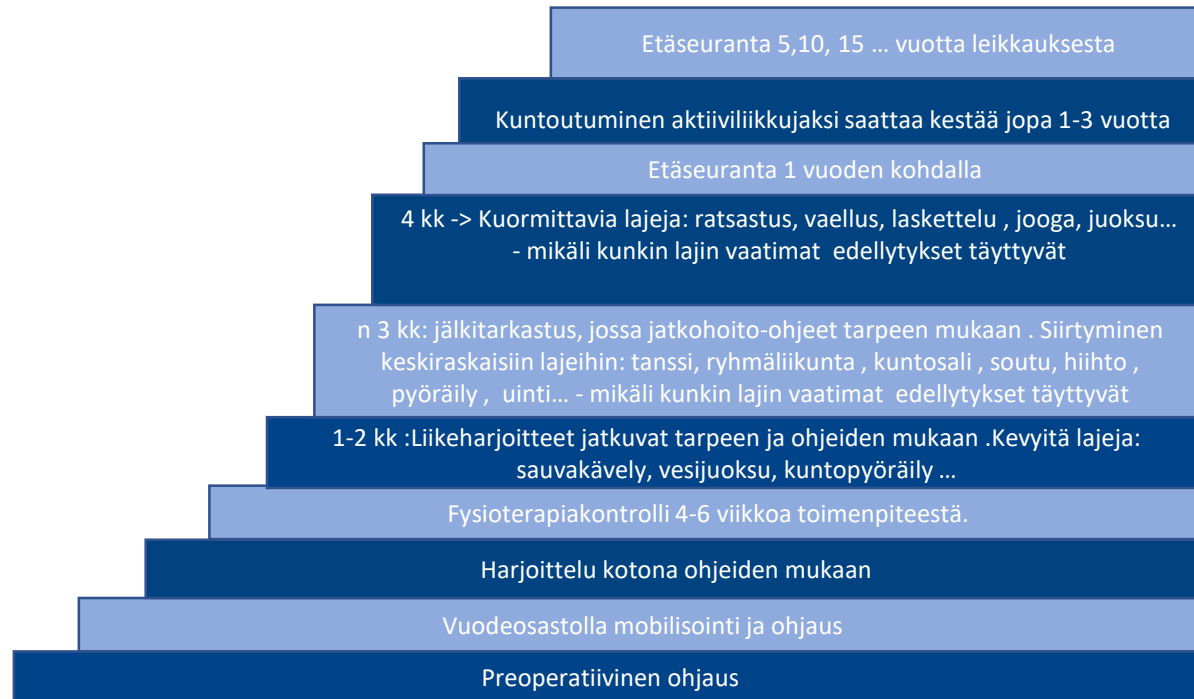 Etäseuranta 5,10, 15 … vuotta leikkauksesta
Kuntoutuminen aktiiviliikkujaksi saattaa kestää jopa 1-3 vuotta
Etäseuranta 1 vuoden kohdalla
4 kk -> Kuormittavia lajeja: ratsastus, vaellus, laskettelu , jooga, juoksu…
- mikäli kunkin lajin vaatimat edellytykset täyttyvät
n 3 kk: jälkitarkastus, jossa jatkohoito-ohjeet tarpeen mukaan . Siirtyminen
keskiraskaisiin lajeihin: tanssi, ryhmäliikunta , kuntosali , soutu, hiihto ,
pyöräily , uinti… - mikäli kunkin lajin vaatimat edellytykset täyttyvät
1-2 kk :Liikeharjoitteet jatkuvat tarpeen ja ohjeiden mukaan .Kevyitä lajeja:
sauvakävely, vesijuoksu, kuntopyöräily …
Fysioterapiakontrolli 4-6 viikkoa toimenpiteestä.
Harjoittelu kotona ohjeiden mukaan
Vuodeosastolla mobilisointi ja ohjaus
Preoperatiivinen ohjaus